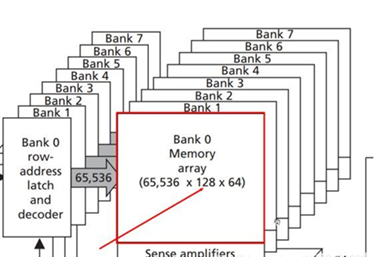 Bank 7
Bank 6
Bank 5
Bank 4
Bank 3
Bank 2
Bank 1
Bank 0
row-
address
latch
and
decoder
65,536
Bank 7
Bank 6
Bank 5
Bank 4
Bank 3
Bank 2
Bank 1
Bank 0
Memory
array
(65,536 x 128 x 64)
Sense amplifiers